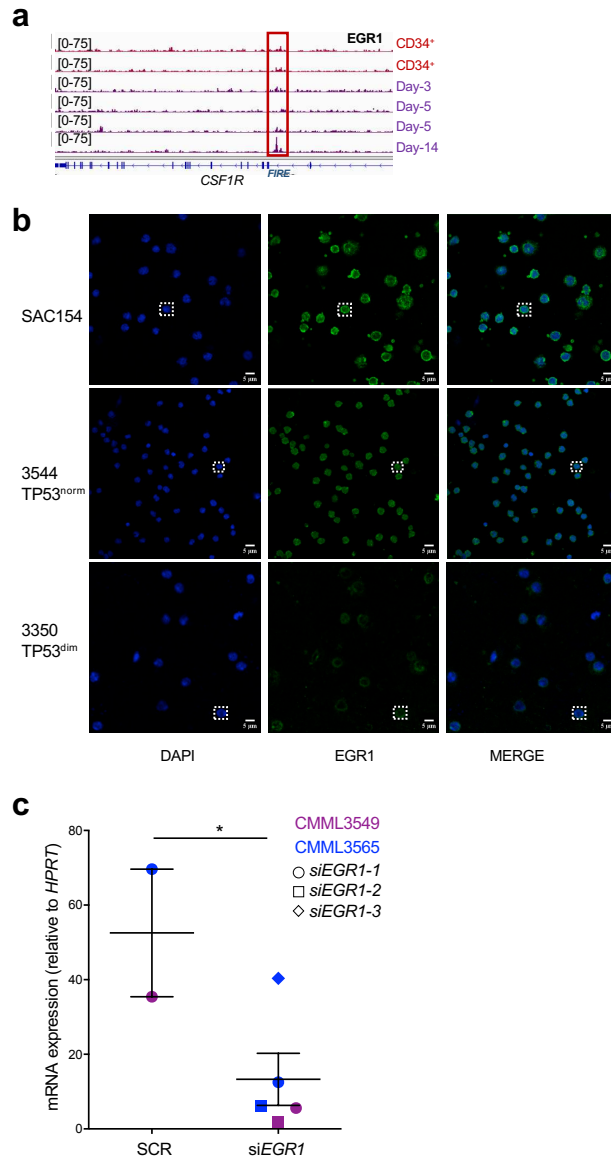 a
EGR1
[0-75] CD34+
[0-75] CD34+
[0-75] Day-3
[0-75] Day-5
[0-75] Day-5
[0-75] Day-14
CSF1R
FIRE
b
SAC154
5 µm 5 µm 5 µm
3544
TP53norm
5 µm 5 µm 5 µm
3350
TP53dim
5 µm 5 µm 5 µm
DAPI EGR1 MERGE
c
CMML3549
CMML3565
siEGR1-1
siEGR1-2
siEGR1-3
*
mRNA expression (relative to HPRT)
80
60
40
20
0
SCR siEGR1